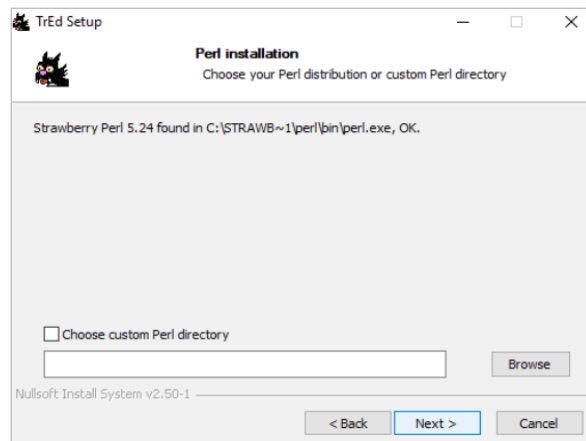 TrEd Setup
Perl installation
Choose your Perl distribution or custom Perl directory
Strawberry Perl 5.24 found in C:\STRAWB~1\perl\bin\perl.exe, OK.
Choose custom Perl directory
Browse
Nullsoft Install System v2.50-1
< Back Next > Cancel